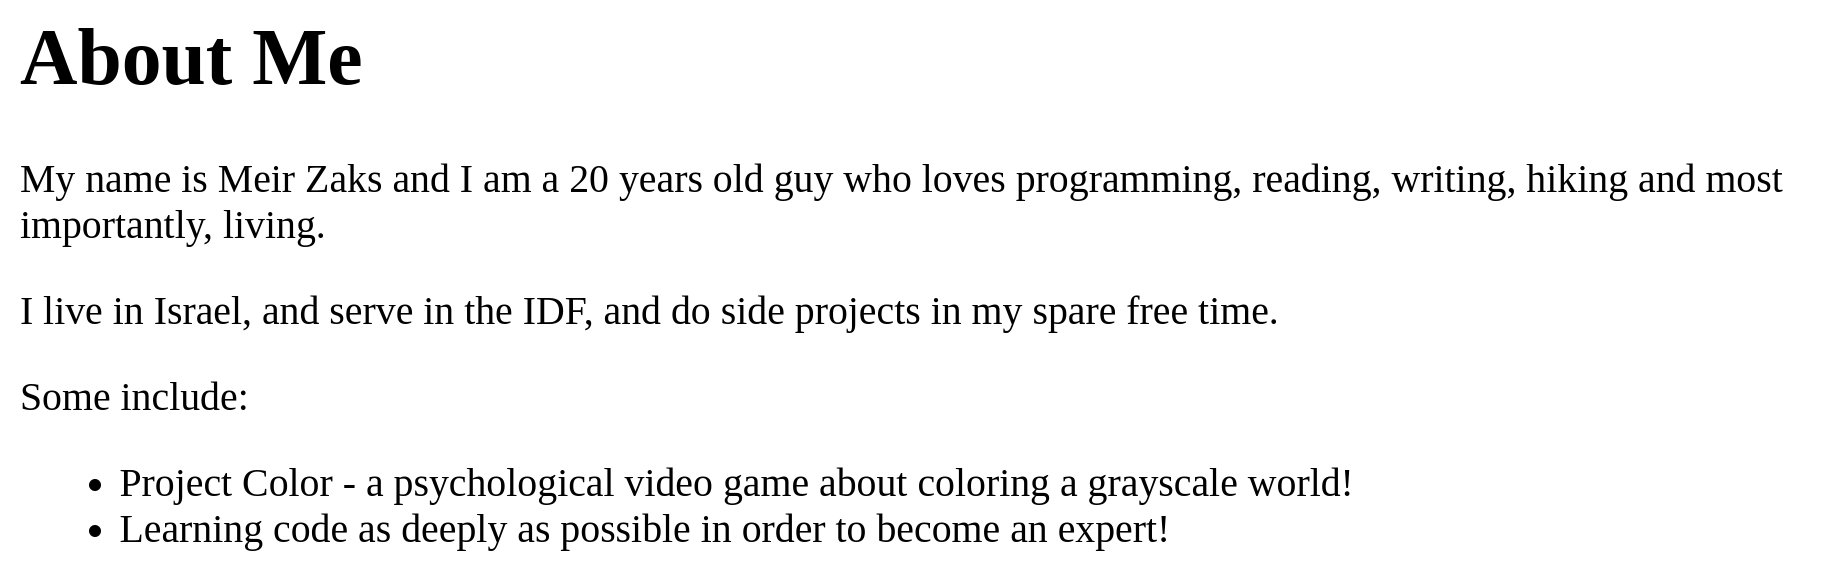 About Me
My name is Meir Zaks and I am a 20 years old guy who loves programming, reading, writing, hiking and most
importantly, living.
I live in Israel, and serve in the IDF, and do side projects in my spare free time.
Some include:
• Project Color - a psychological video game about coloring a grayscale world!
• Learning code as deeply as possible in order to become an expert!